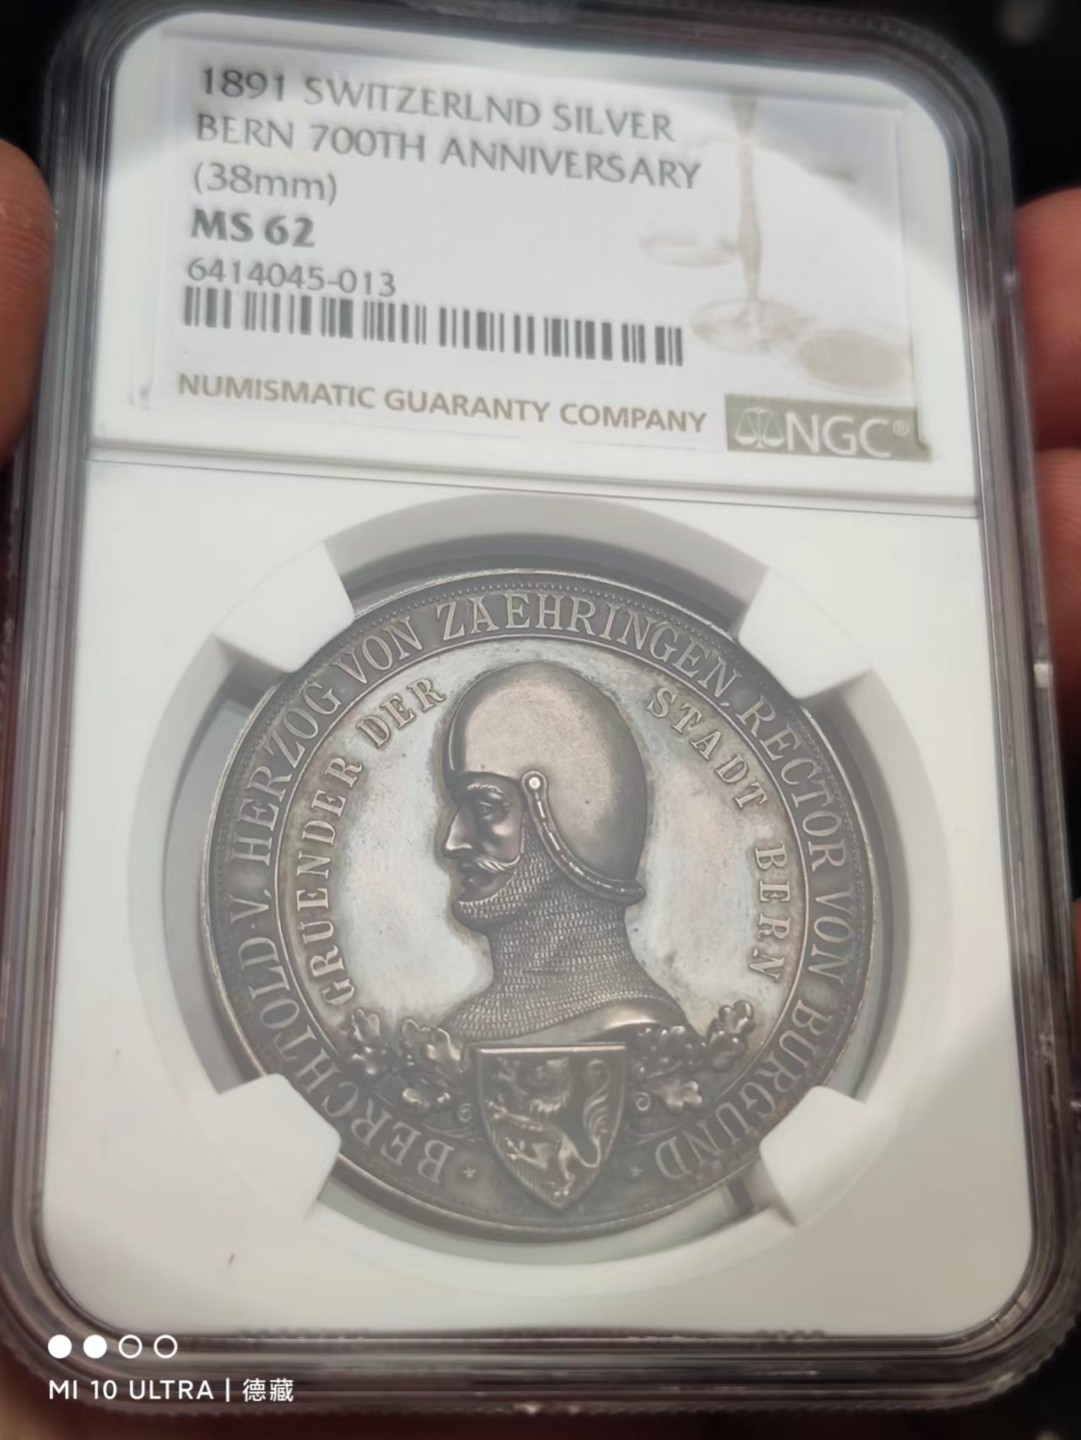 1891 SWITZERLND SILVER
BERN 700TH ANNIVERSARY
(38mm)
MS 62
6414045-013
NUMISMATIC GUARANTY COMPANY
NGC®
BERCHTOLD·V. HERZOG VON ZAEHRINGEN, RECTOR VON BURGUND
GRUENDER DER STADT BERN
MI 10 ULTRA | 德藏